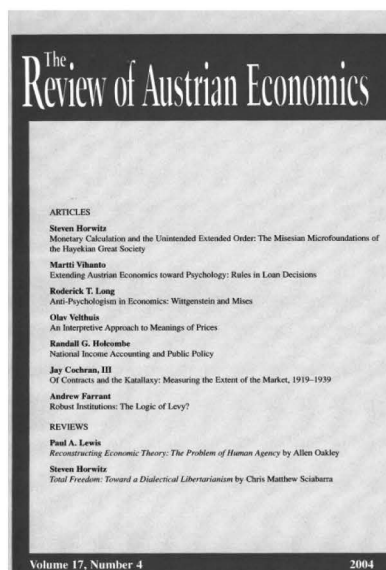 The
Review of Austrian Economics
ARTICLES
Steven Horwitz
Monetary Calculation and the Unintended Extended Order: The Misesian Microfoundations of
the Hayekian Great Society
Martti Vihanto
Extending Austrian Economics toward Psychology: Rules in Loan Decisions
Roderick T. Long
Anti-Psychologism in Economics: Wittgenstein and Mises
Olav Velthuis
An Interpretive Approach to Meanings of Prices
Randall G. Holcombe
National Income Accounting and Public Policy
Jay Cochran, III
Of Contracts and the Katallaxy: Measuring the Extent of the Market, 1919–1939
Andrew Farrant
Robust Institutions: The Logic of Levy?
REVIEWS
Paul A. Lewis
Reconstructing Economic Theory: The Problem of Human Agency by Allen Oakley
Steven Horwitz
Total Freedom: Toward a Dialectical Libertarianism by Chris Matthew Sciabarra
Volume 17, Number 4 2004